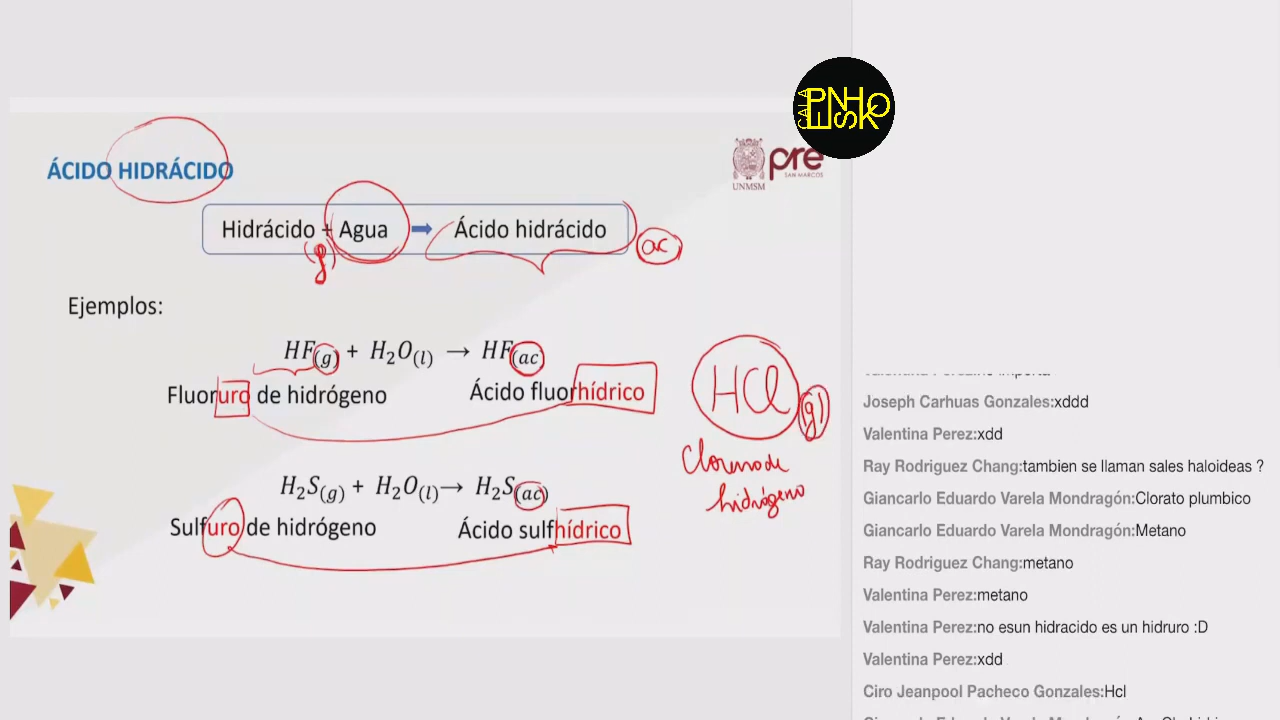 CALA
PNHO
ESK
ÁCIDO HIDRÁCIDO
pre
SAN MARCOS
UNMSM
Hidrácido + Agua ➡ Ácido hidrácido
(g)
ac
Ejemplos:
HF(g) + H₂O(l) → HF(ac)
Fluoruro de hidrógeno
Ácido fluorhídrico
HCl(g)
Cloruro de
hidrógeno
H₂S(g) + H₂O(l) → H₂S(ac)
Sulfuro de hidrógeno
Ácido sulfhídrico
Joseph Carhuas Gonzales:xddd
Valentina Perez:xdd
Ray Rodriguez Chang:tambien se llaman sales haloideas ?
Giancarlo Eduardo Varela Mondragón:Clorato plumbico
Giancarlo Eduardo Varela Mondragón:Metano
Ray Rodriguez Chang:metano
Valentina Perez:metano
Valentina Perez:no esun hidracido es un hidruro :D
Valentina Perez:xdd
Ciro Jeanpool Pacheco Gonzales:Hcl